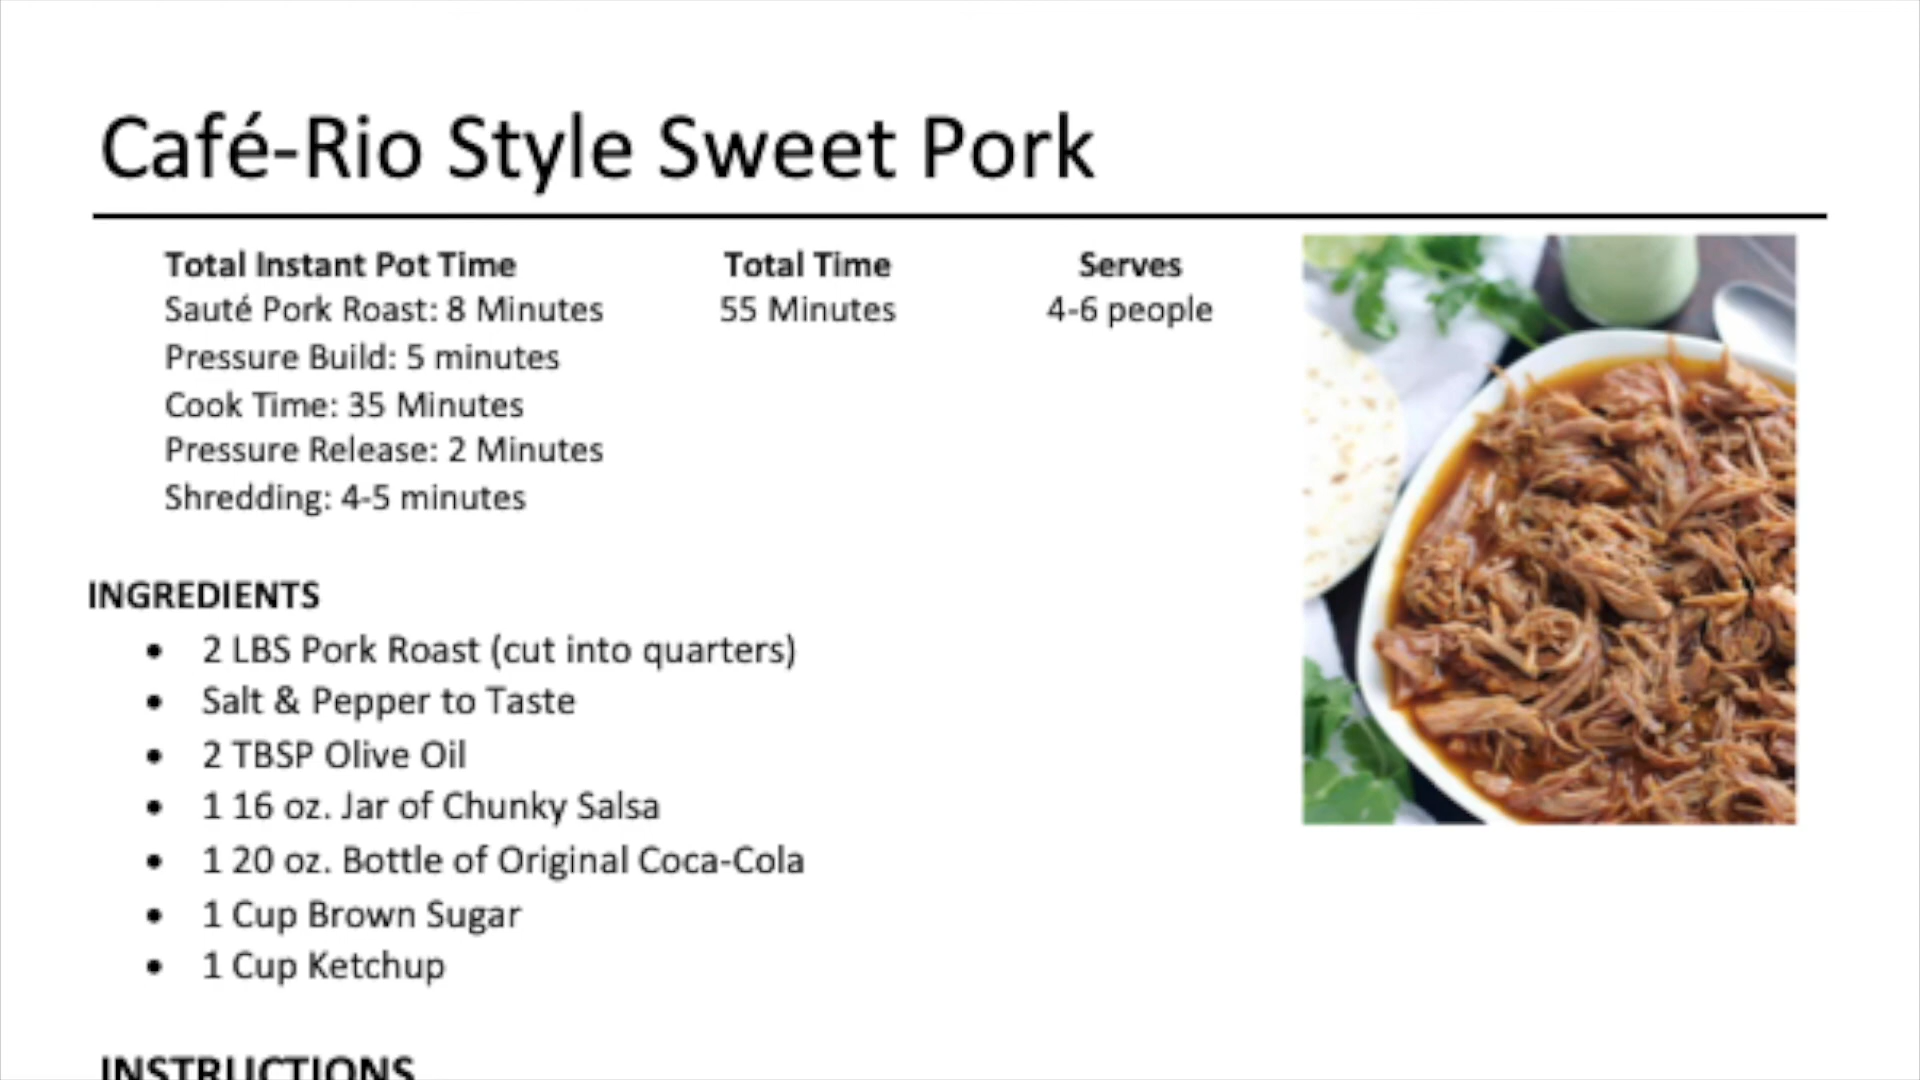 Café-Rio Style Sweet Pork
Total Instant Pot Time
Sauté Pork Roast: 8 Minutes
Pressure Build: 5 minutes
Cook Time: 35 Minutes
Pressure Release: 2 Minutes
Shredding: 4-5 minutes
Total Time
55 Minutes
Serves
4-6 people
INGREDIENTS
• 2 LBS Pork Roast (cut into quarters)
• Salt & Pepper to Taste
• 2 TBSP Olive Oil
• 1 16 oz. Jar of Chunky Salsa
• 1 20 oz. Bottle of Original Coca-Cola
• 1 Cup Brown Sugar
• 1 Cup Ketchup
INSTRUCTIONS